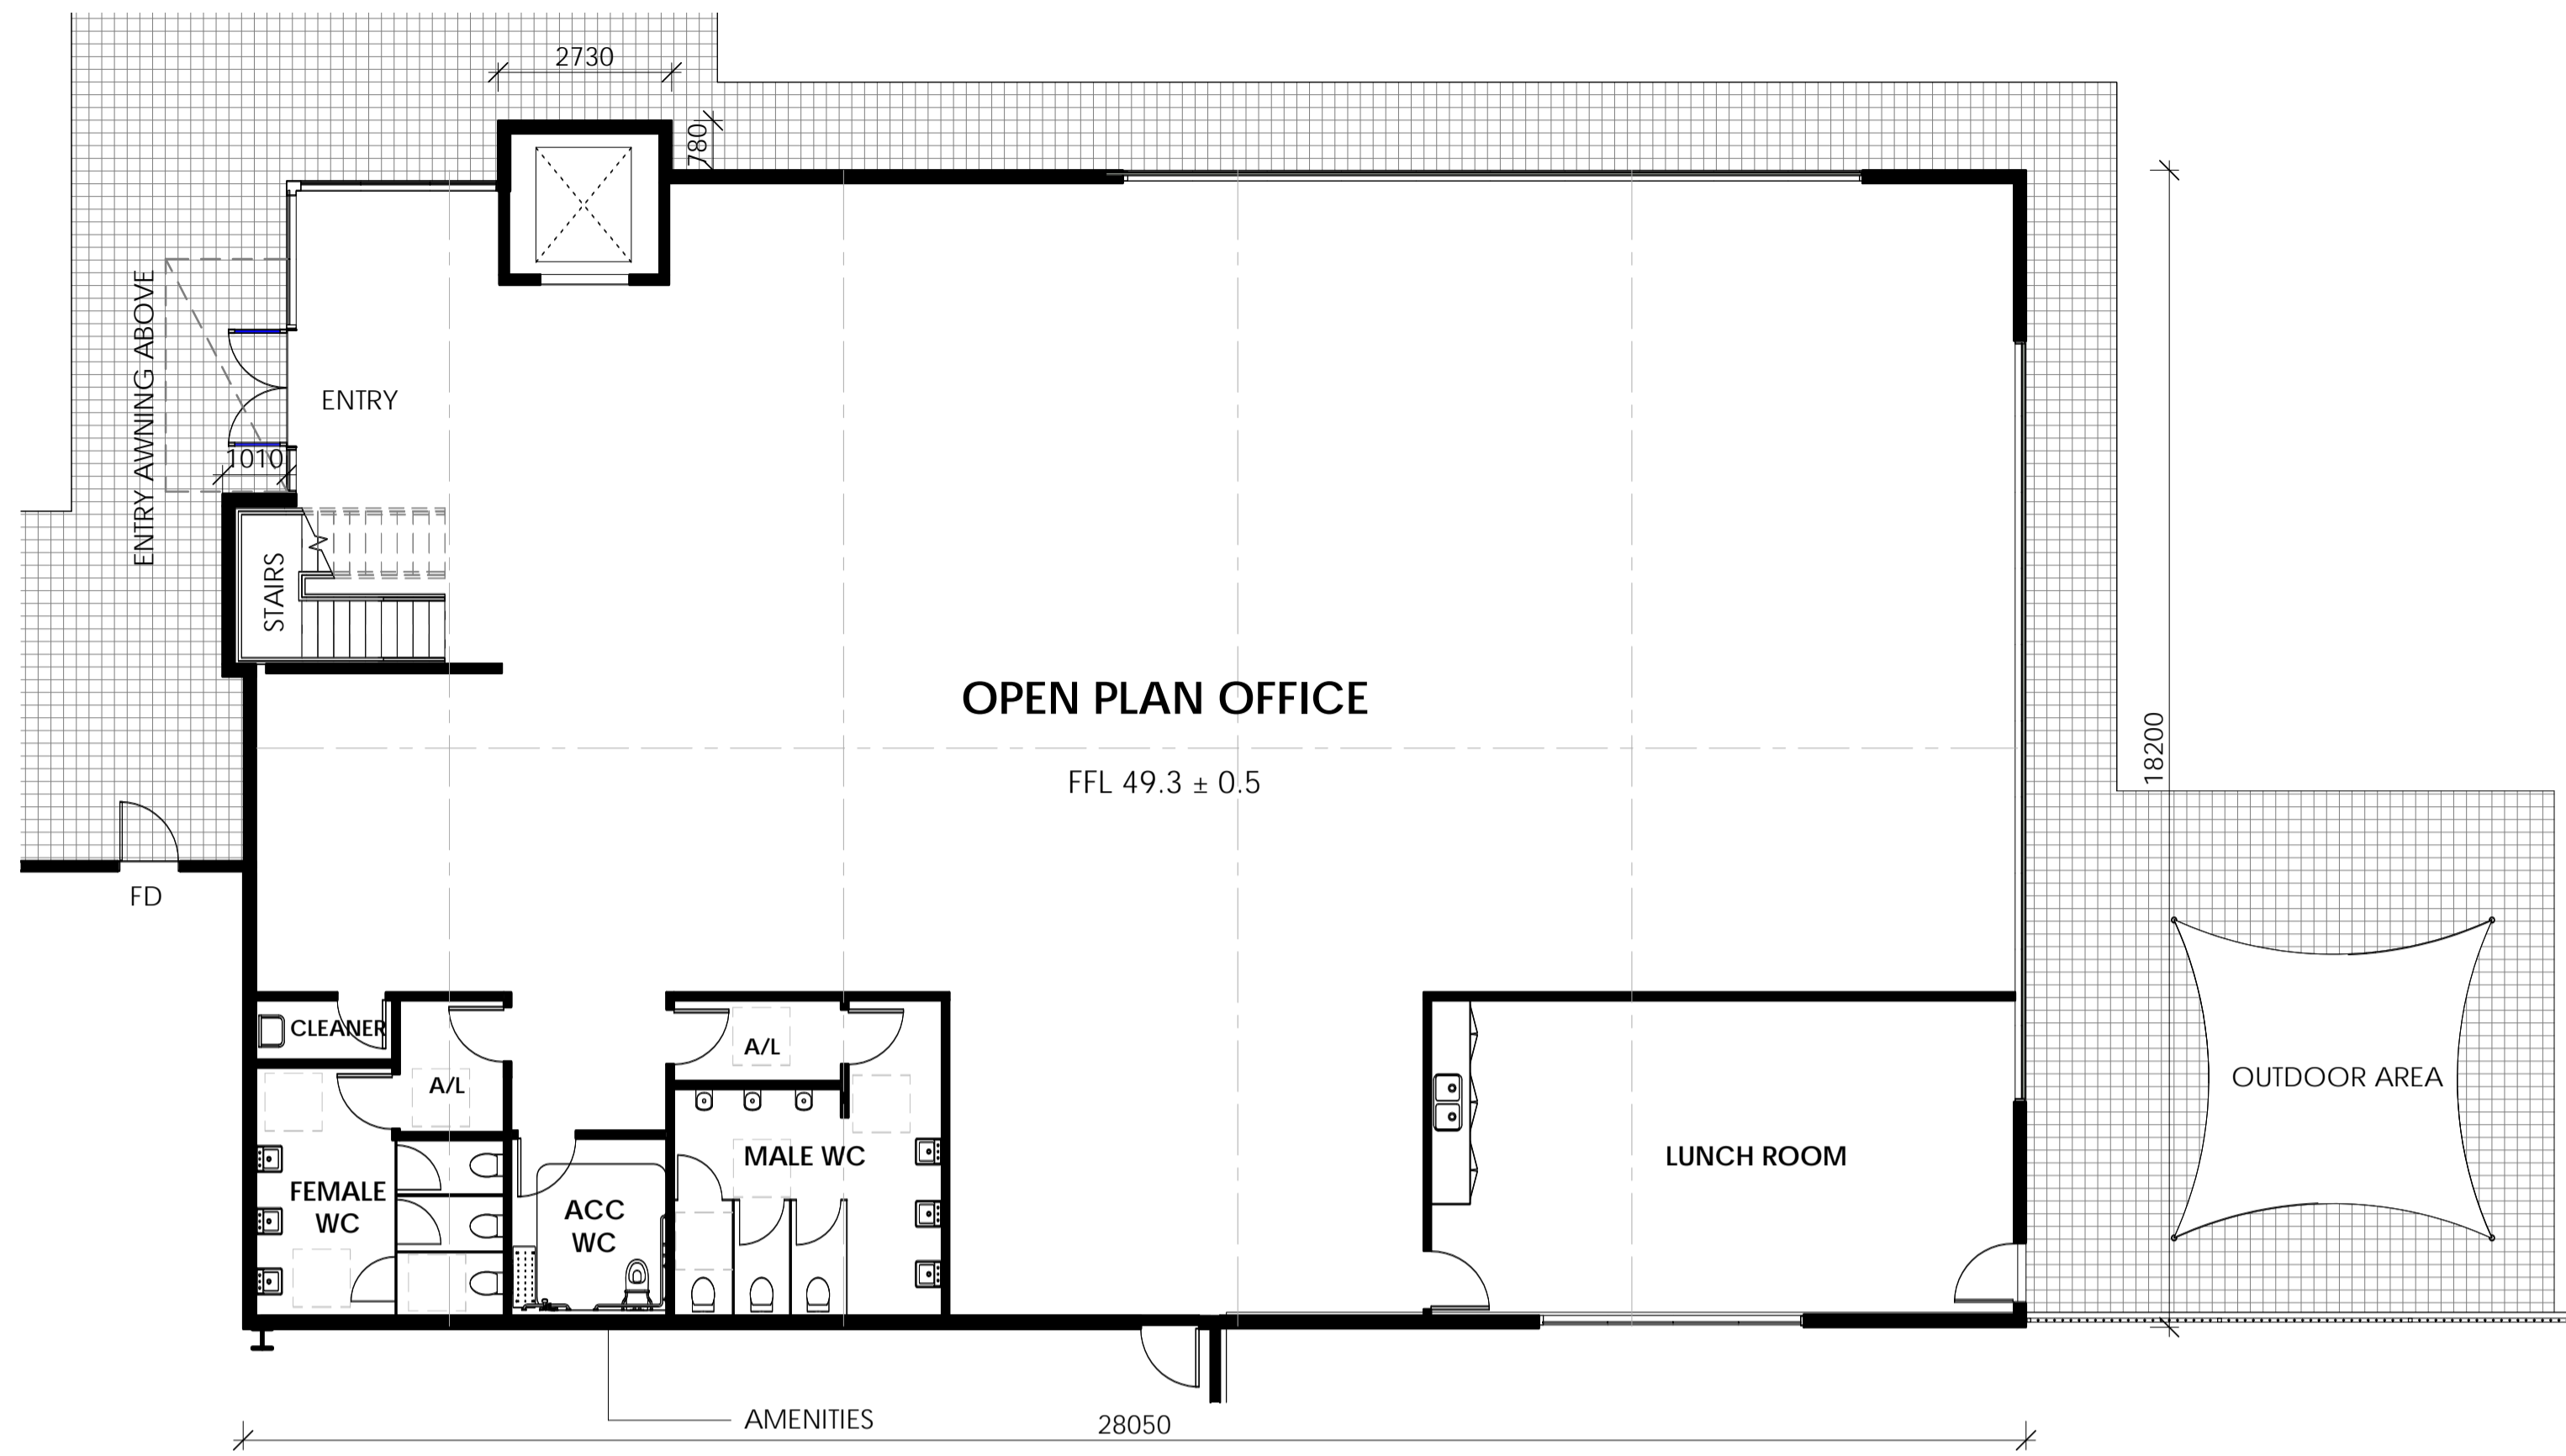 2730
780
ENTRY AWNING ABOVE
ENTRY
1010
STAIRS
OPEN PLAN OFFICE
18200
FFL 49.3 ± 0.5
FD
CLEANER
A/L
A/L
OUTDOOR AREA
MALE WC
LUNCH ROOM
FEMALE
WC
ACC
WC
AMENITIES
28050